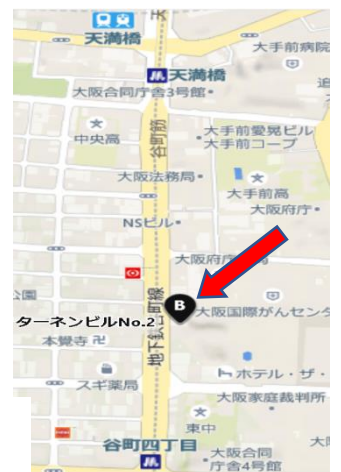 天満橋
大手前病院
天満橋
大阪合同庁舎3号館
中央高
谷町筋
大手前愛晃ビル
大手前コープ
大阪法務局
大手前高
大阪府庁
NSビル
大阪府庁
B
大阪国際がんセン
ターネンビルNo.2
本覺寺
地下鉄谷町線
スギ薬局
ホテル・ザ・
大阪家庭裁判所
東中
谷町四丁目
大阪合同
庁舎4号館